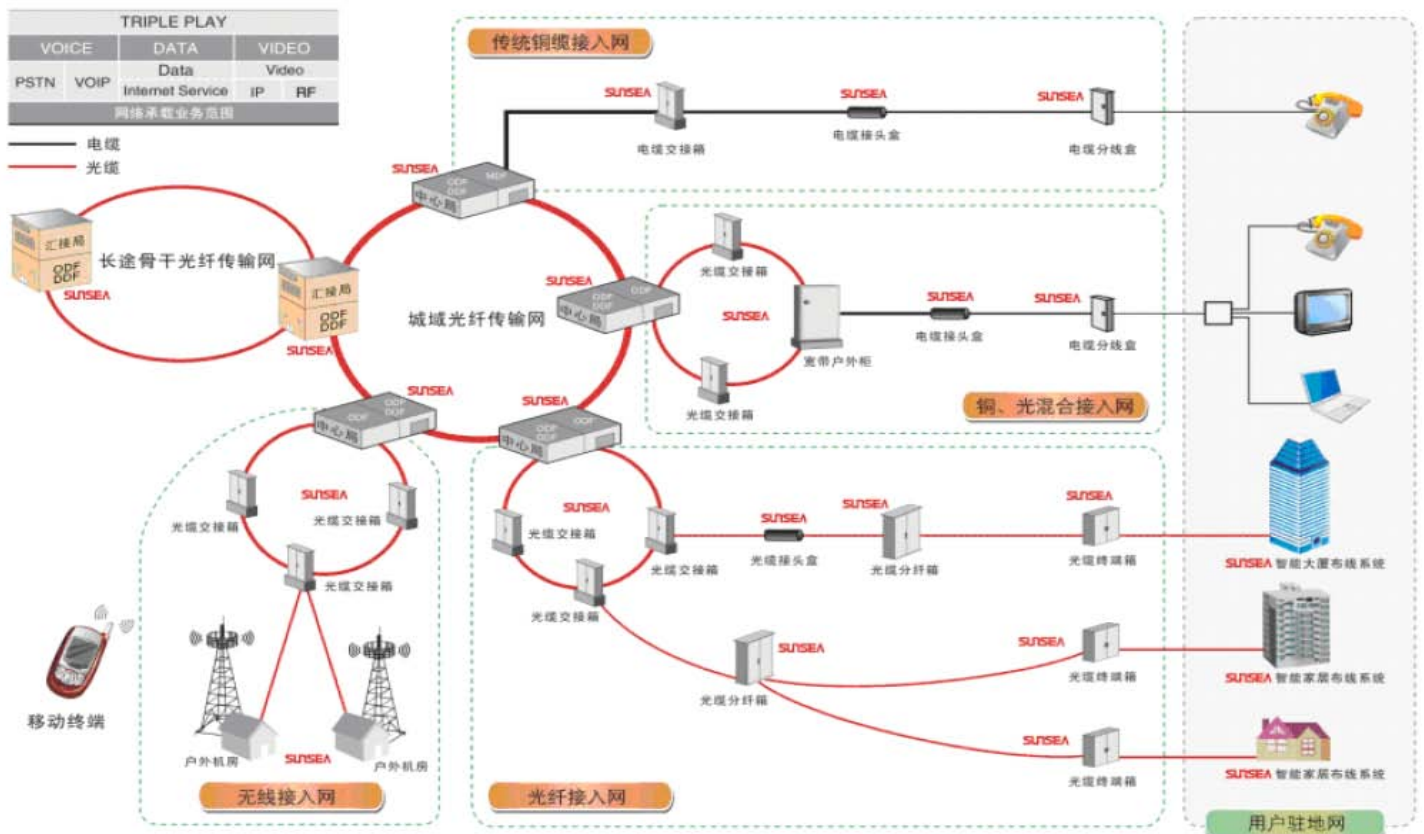 TRIPLE PLAY
VOICE DATA VIDEO
PSTN VOIP Data Video
Internet Service IP RF
网络承载业务范围
电缆
光缆
传统铜缆接入网
SUNSEA
电缆交接箱
电缆接头盒
SUNSEA
电缆分线盒
SUNSEA
ODF MDF
ODF
中心局
汇接局
ODF
DDF
SUNSEA
长途骨干光纤传输网
汇接局
ODF
DDF
SUNSEA
城域光纤传输网
ODF DDF
ODF
中心局
光缆交接箱
SUNSEA
光缆交接箱
宽带户外柜
SUNSEA
电缆接头盒
SUNSEA
电缆分线盒
铜、光混合接入网
SUNSEA
ODF
ODF DDF
中心局
SUNSEA
ODF ODF
DDF
中心局
SUNSEA
光缆交接箱
光缆交接箱
光缆交接箱
移动终端
户外机房
SUNSEA
户外机房
无线接入网
SUNSEA
光缆交接箱
光缆交接箱
光缆交接箱
SUNSEA
光缆接头盒
SUNSEA
光缆分纤箱
SUNSEA
光缆终端箱
SUNSEA 智能大厦布线系统
SUNSEA
光缆分纤箱
SUNSEA
光缆终端箱
SUNSEA 智能家居布线系统
SUNSEA
光缆终端箱
SUNSEA 智能家居布线系统
光纤接入网
用户驻地网